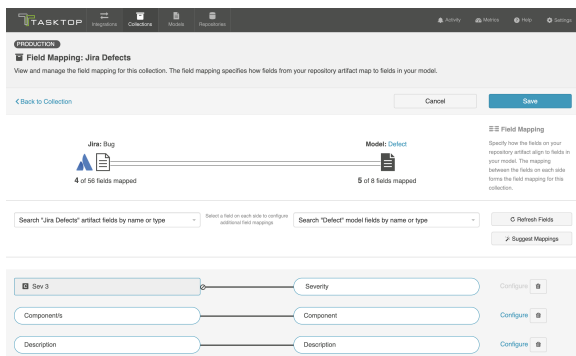 TASKTOP
Integrations
Collections
Models
Repositories
Activity
Metrics
Help
Settings
PRODUCTION
Field Mapping: Jira Defects
View and manage the field mapping for this collection. The field mapping specifies how fields from your repository artifact map to fields in your model.
Back to Collection
Cancel
Save
Jira: Bug
4 of 56 fields mapped
Model: Defect
5 of 8 fields mapped
Field Mapping
Specify how the fields on your
repository artifact align to fields in
your model. The mapping
between the fields on each side
forms the field mapping for this
collection.
Search "Jira Defects" artifact fields by name or type
Select a field on each side to configure
additional field mappings
Search "Defect" model fields by name or type
Refresh Fields
Suggest Mappings
C Sev 3
Severity
Configure
Component/s
Component
Configure
Description
Description
Configure